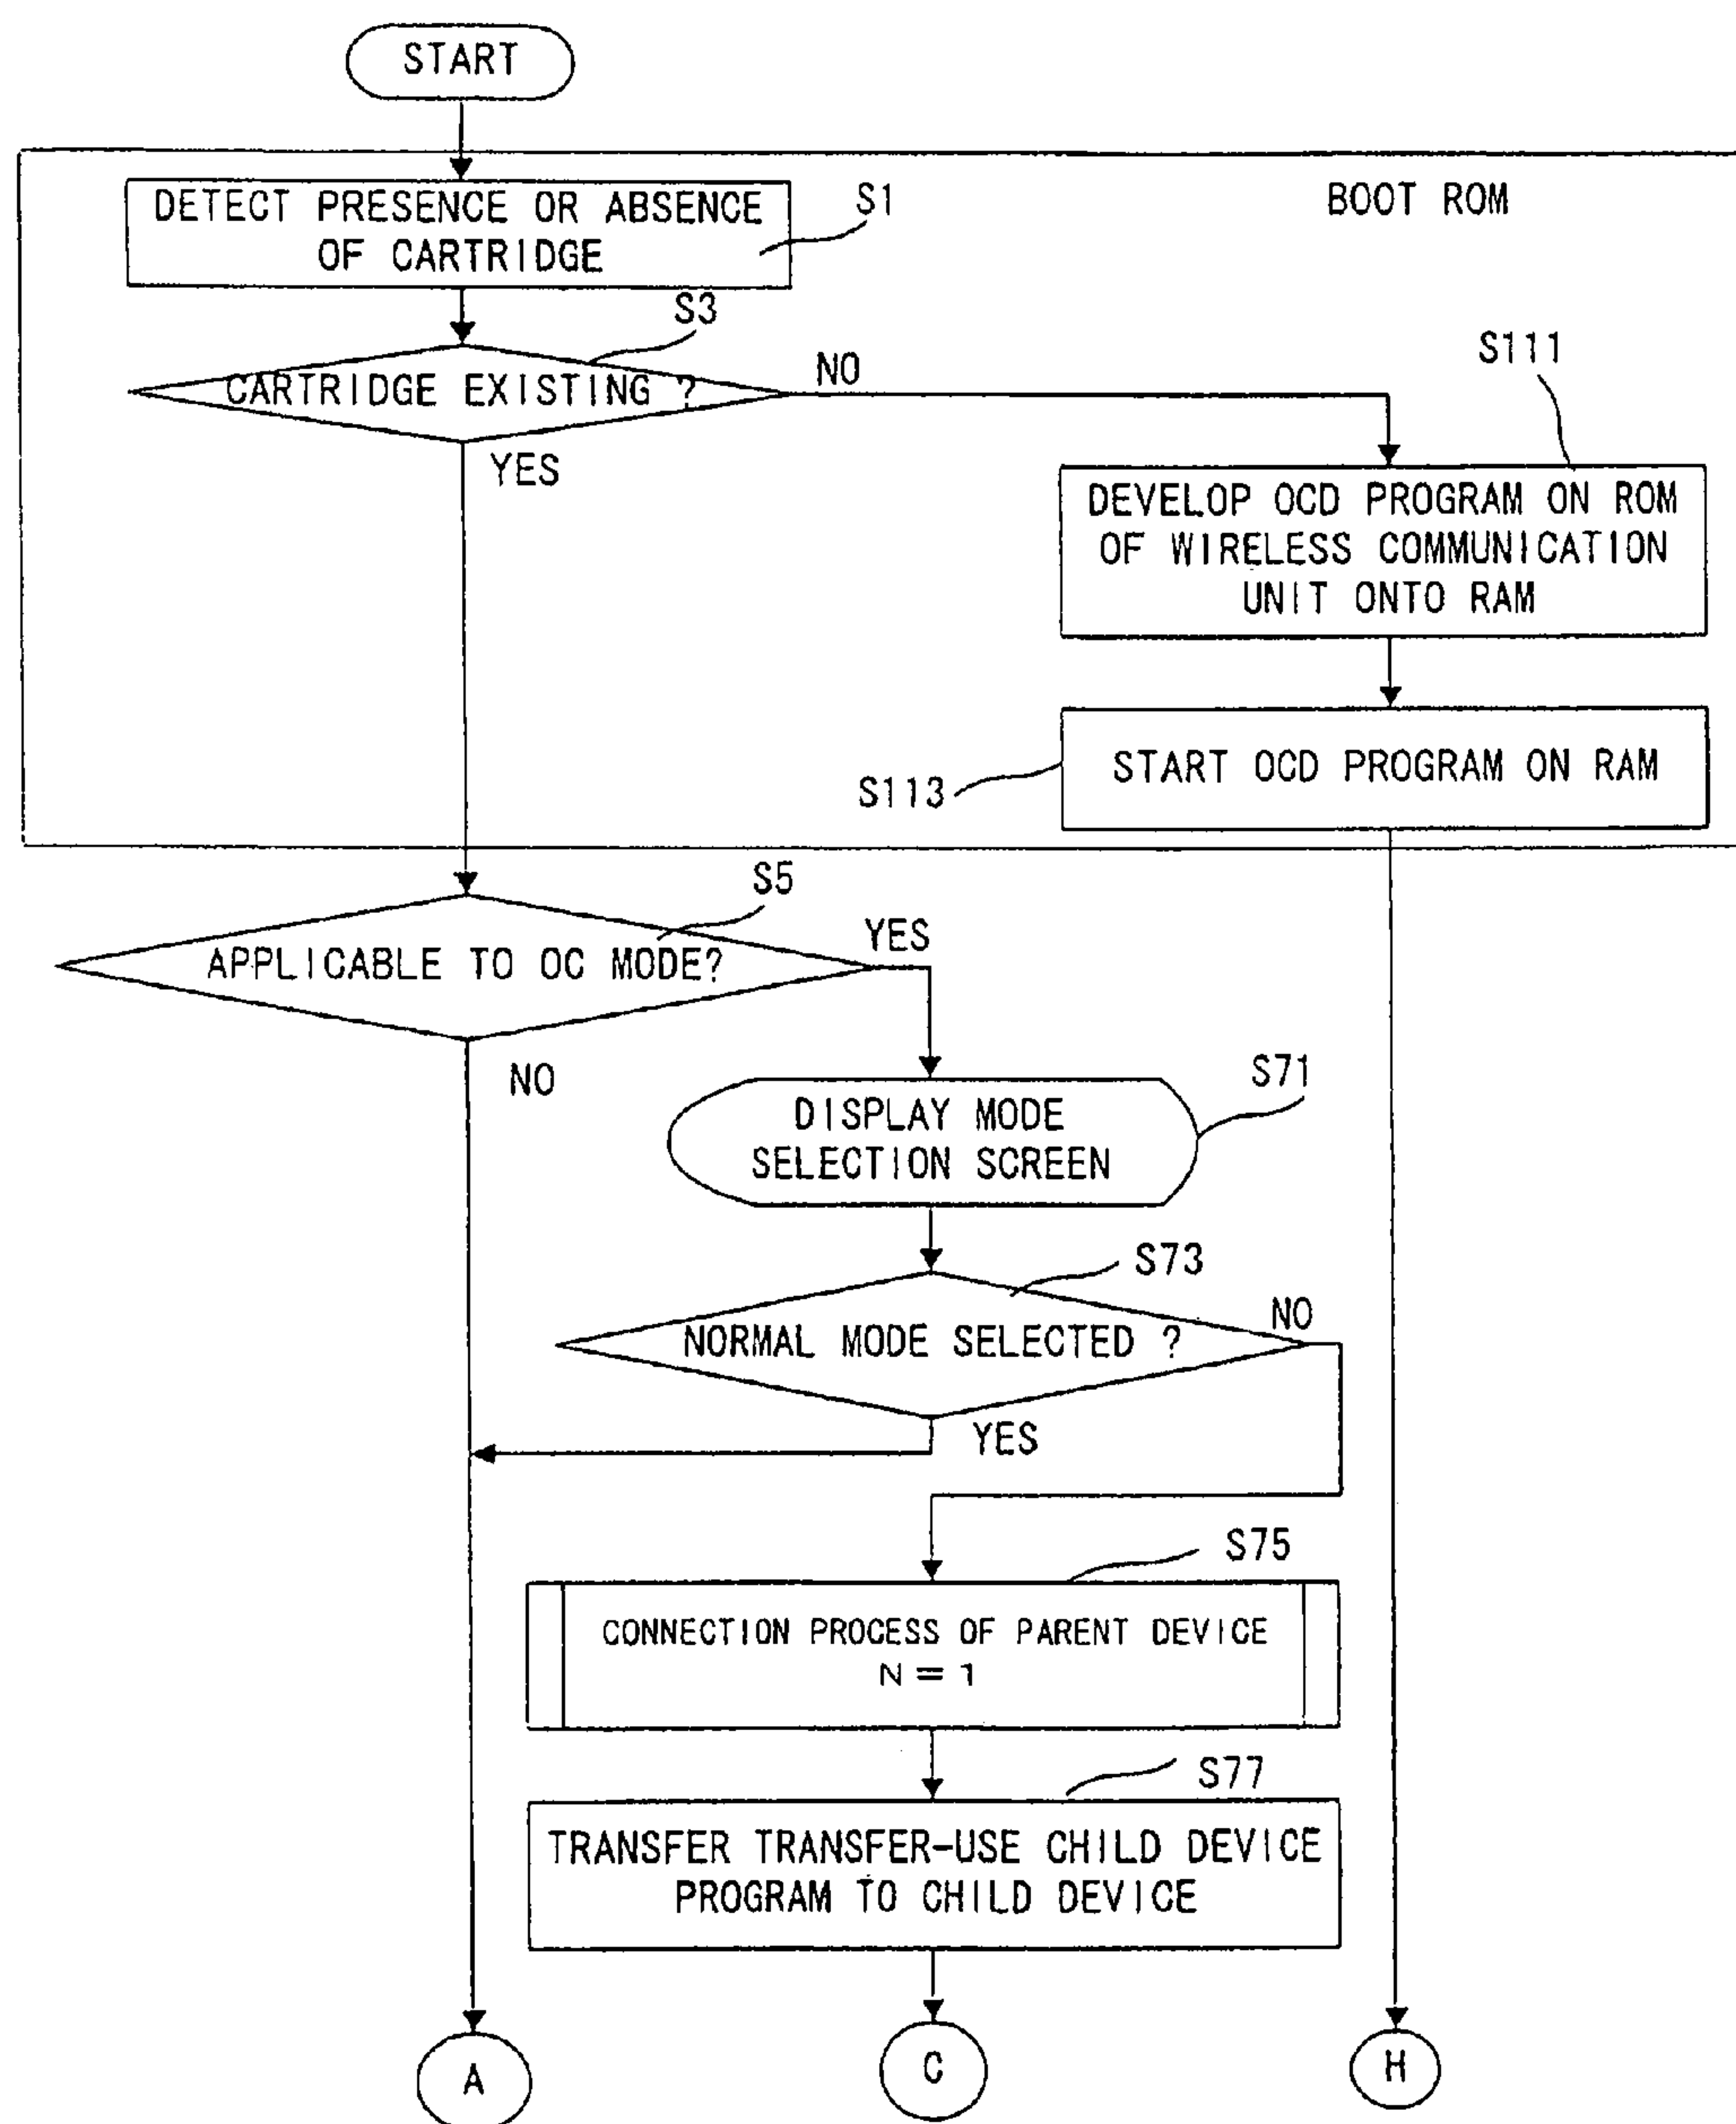 START
BOOT ROM
DETECT PRESENCE OR ABSENCE
OF CARTRIDGE
S1
S3
CARTRIDGE EXISTING ?
NO
YES
S111
DEVELOP OCD PROGRAM ON ROM
OF WIRELESS COMMUNICATION
UNIT ONTO RAM
START OCD PROGRAM ON RAM
S113
S5
APPLICABLE TO OC MODE?
YES
NO
S71
DISPLAY MODE
SELECTION SCREEN
S73
NORMAL MODE SELECTED ?
NO
YES
S75
CONNECTION PROCESS OF PARENT DEVICE
N = 1
S77
TRANSFER TRANSFER-USE CHILD DEVICE
PROGRAM TO CHILD DEVICE
A
C
H